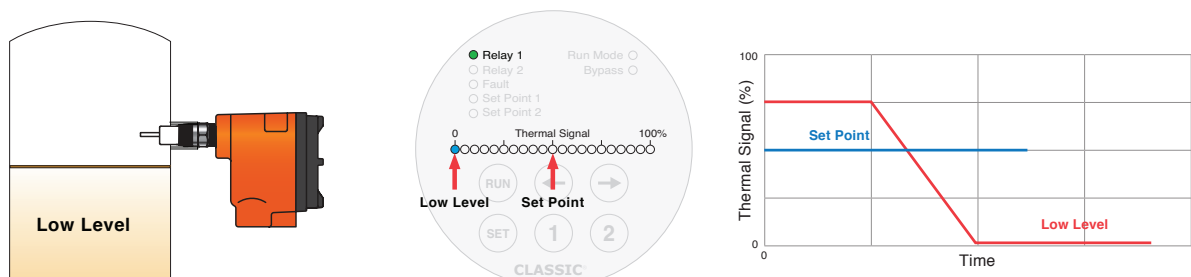 Low Level
Relay 1
Run Mode
Relay 2
Bypass
Fault
Set Point 1
Set Point 2
0
Thermal Signal
100%
RUN
Low Level
Set Point
SET
1
2
CLASSIC
Thermal Signal (%)
100
Set Point
Low Level
0
0
Time